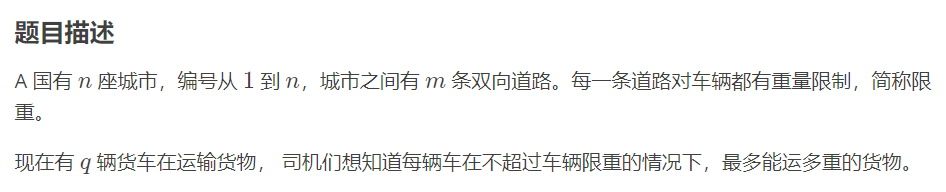 题目描述
A 国有 n 座城市，编号从 1 到 n，城市之间有 m 条双向道路。每一条道路对车辆都有重量限制，简称限
重。
现在有 q 辆货车在运输货物， 司机们想知道每辆车在不超过车辆限重的情况下，最多能运多重的货物。